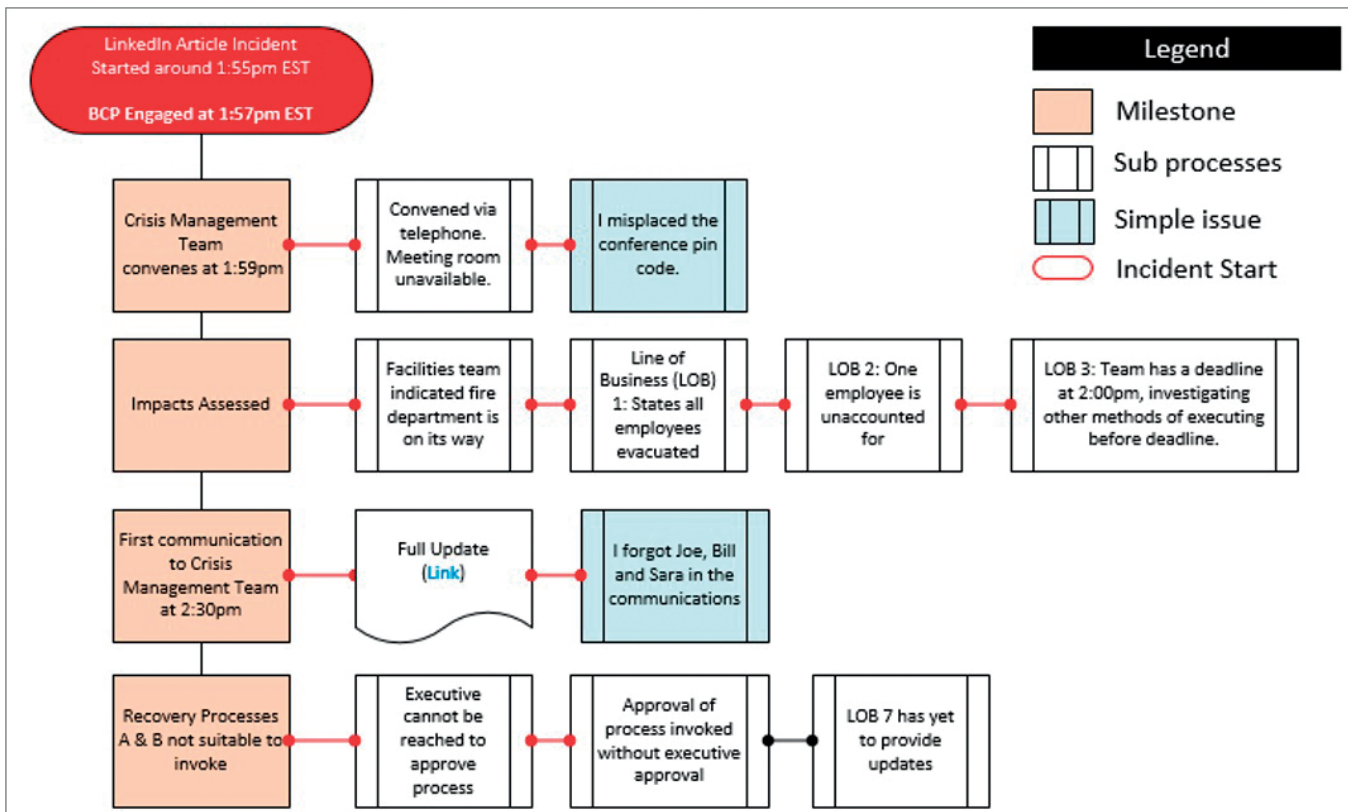 LinkedIn Article Incident
Started around 1:55pm EST
BCP Engaged at 1:57pm EST
Legend
Milestone
Sub processes
Simple issue
Incident Start
Crisis Management
Team
convenes at 1:59pm
Convened via
telephone.
Meeting room
unavailable.
I misplaced the
conference pin
code.
Impacts Assessed
Facilities team
indicated fire
department is
on its way
Line of
Business (LOB)
1: States all
employees
evacuated
LOB 2: One
employee is
unaccounted
for
LOB 3: Team has a deadline
at 2:00pm, investigating
other methods of executing
before deadline.
First communication
to Crisis
Management Team
at 2:30pm
Full Update
(Link)
I forgot Joe, Bill
and Sara in the
communications
Recovery Processes
A & B not suitable to
invoke
Executive
cannot be
reached to
approve
process
Approval of
process invoked
without executive
approval
LOB 7 has yet
to provide
updates